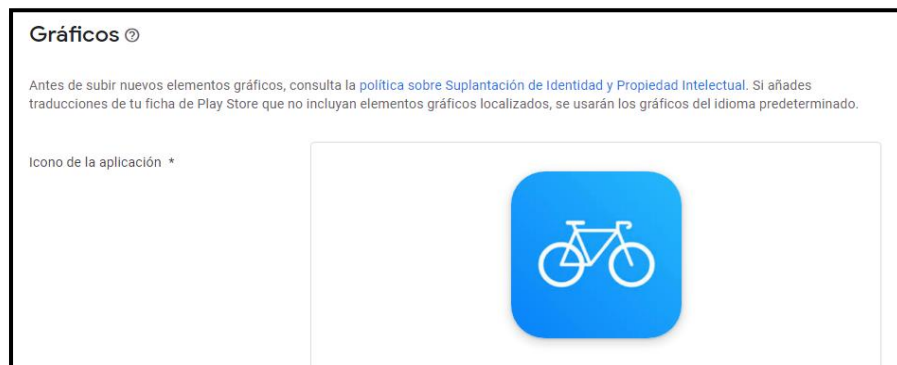 Gráficos
Antes de subir nuevos elementos gráficos, consulta la política sobre Suplantación de Identidad y Propiedad Intelectual. Si añades
traducciones de tu ficha de Play Store que no incluyan elementos gráficos localizados, se usarán los gráficos del idioma predeterminado.
Icono de la aplicación *